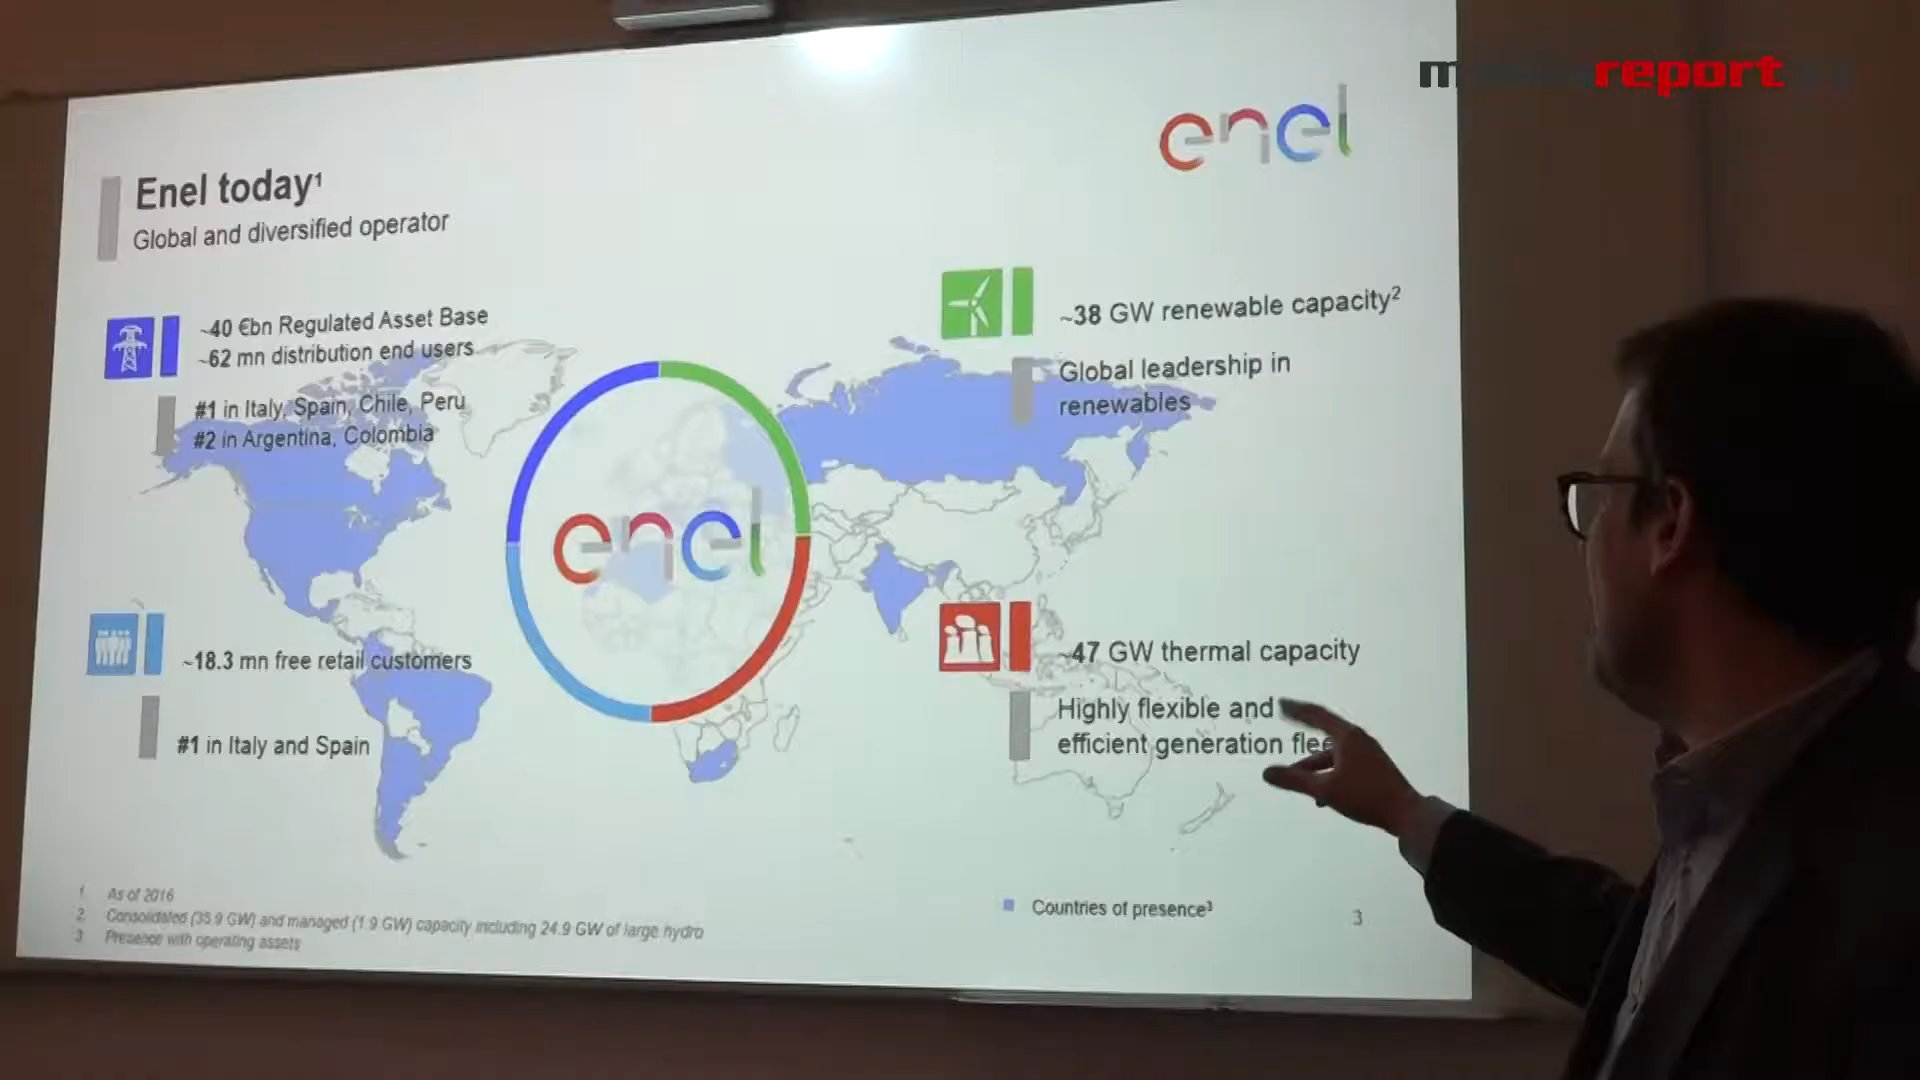 report
enel
Enel today¹
Global and diversified operator
~40 €bn Regulated Asset Base
~62 mn distribution end users
#1 in Italy, Spain, Chile, Peru
#2 in Argentina, Colombia
~38 GW renewable capacity²
Global leadership in
renewables
enel
~18.3 mn free retail customers
#1 in Italy and Spain
~47 GW thermal capacity
Highly flexible and
efficient generation flee
Countries of presence³
3
1 As of 2016
2 Consolidated (35.9 GW) and managed (1.9 GW) capacity including 24.9 GW of large hydro
3 Presence with operating assets